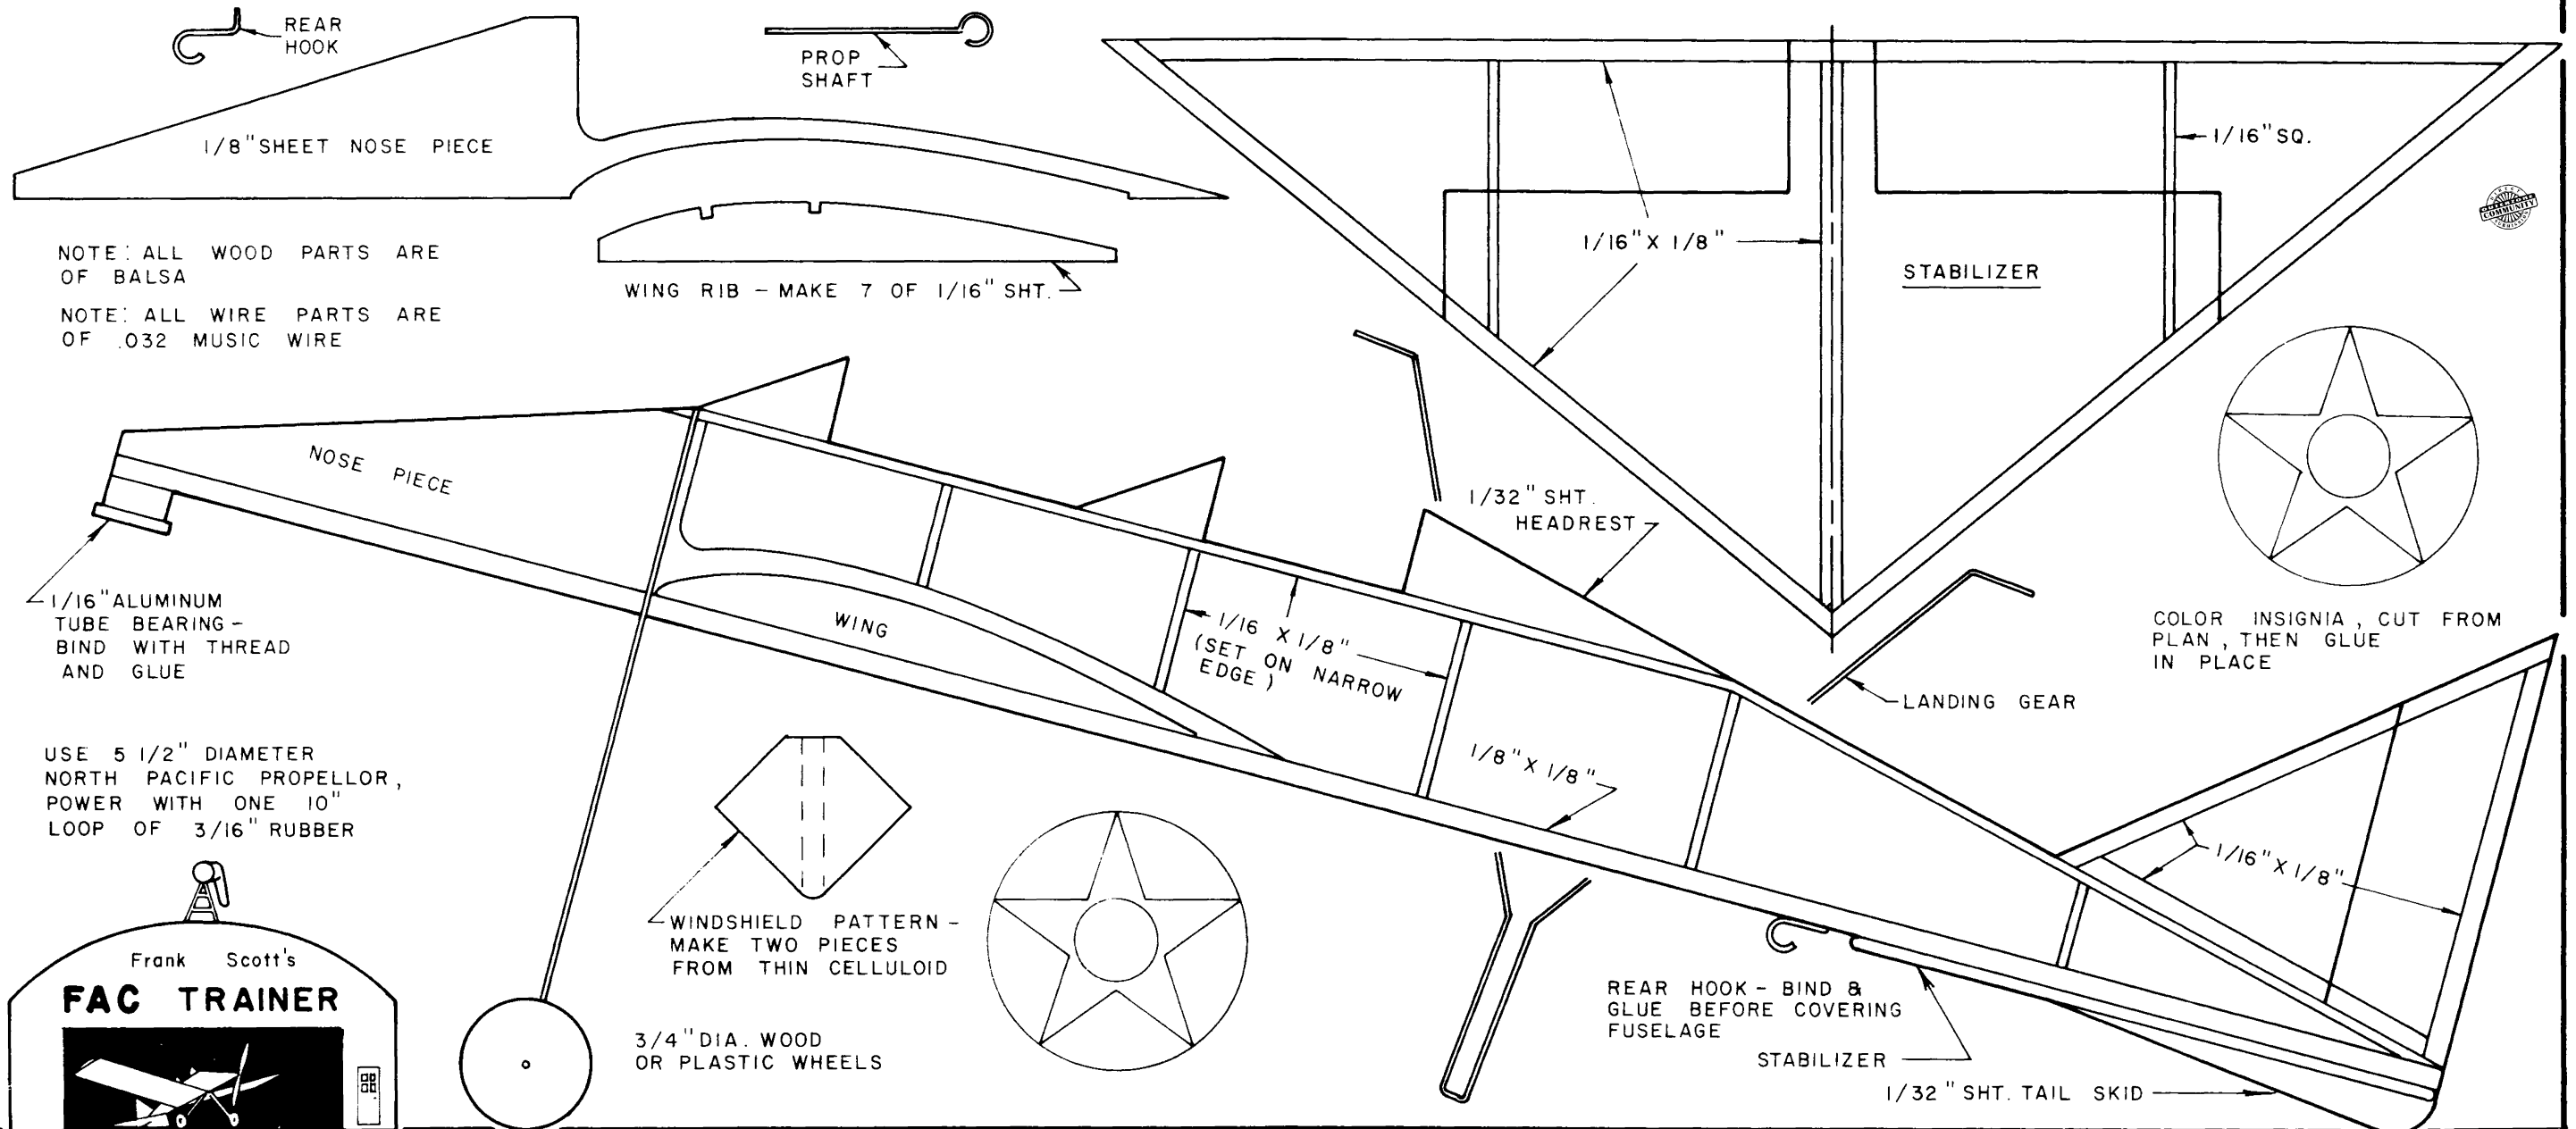 REAR
HOOK
PROP
SHAFT
1/8" SHEET NOSE PIECE
NOTE: ALL WOOD PARTS ARE
OF BALSA
NOTE: ALL WIRE PARTS ARE
OF .032 MUSIC WIRE
WING RIB - MAKE 7 OF 1/16" SHT.
1/16" SQ.
1/16" X 1/8"
STABILIZER
COMMUNITY
NOSE PIECE
1/32" SHT.
HEADREST
1/16" ALUMINUM
TUBE BEARING -
BIND WITH THREAD
AND GLUE
WING
1/16 X 1/8"
(SET ON NARROW
EDGE)
COLOR INSIGNIA, CUT FROM
PLAN, THEN GLUE
IN PLACE
LANDING GEAR
USE 5 1/2" DIAMETER
NORTH PACIFIC PROPELLOR,
POWER WITH ONE 10"
LOOP OF 3/16" RUBBER
1/8" X 1/8"
1/16" X 1/8"
WINDSHIELD PATTERN -
MAKE TWO PIECES
FROM THIN CELLULOID
Frank Scott's
FAC TRAINER
3/4" DIA. WOOD
OR PLASTIC WHEELS
REAR HOOK - BIND &
GLUE BEFORE COVERING
FUSELAGE
STABILIZER
1/32" SHT. TAIL SKID